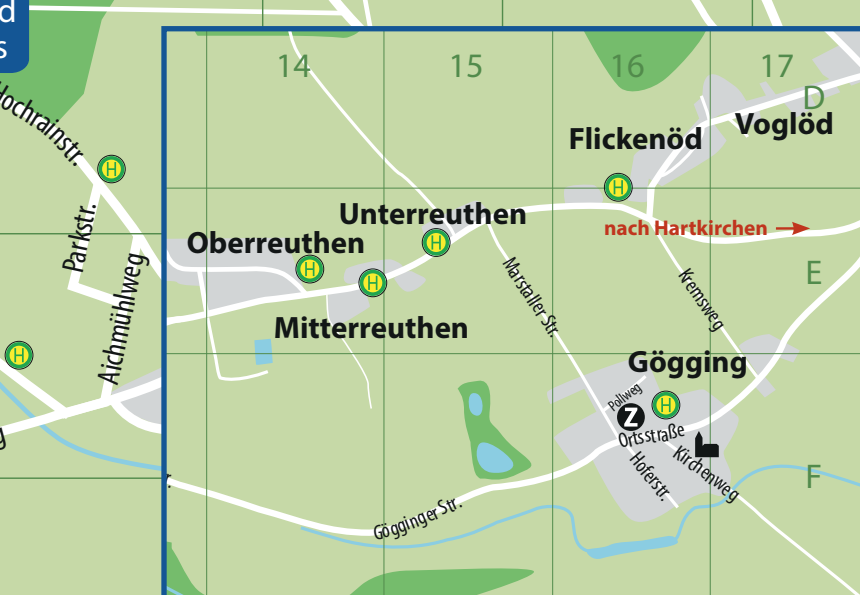 d
s
14
15
16
17
D
Voglöd
Flickenöd
Hochrainstr.
H
H
Unterreuthen
nach Hartkirchen
Parkstr.
Oberreuthen
H
H
H
Marstaller Str.
Kremsweg
E
Aichmühlweg
Mitterreuthen
H
Gögging
Pollweg
H
Z
Ortsstraße
Hoferstr.
Kirchenweg
F
Gögginger Str.